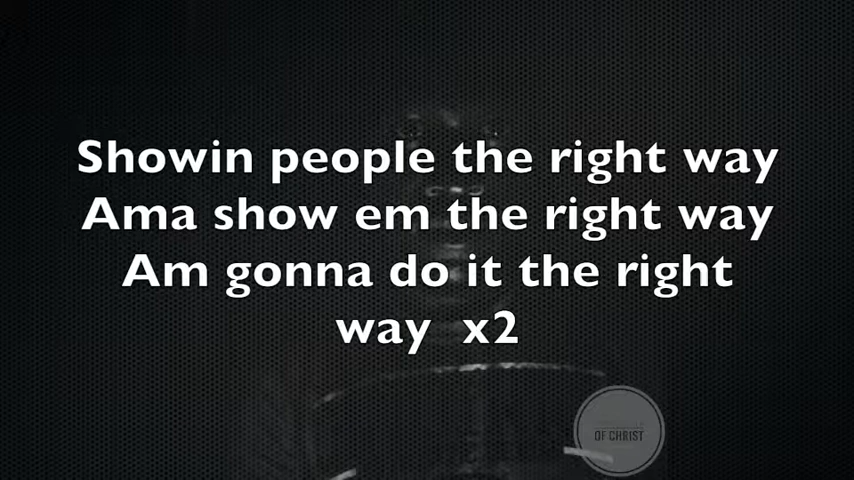 Showin people the right way
Ama show em the right way
Am gonna do it the right
way x2
OF CHRIST